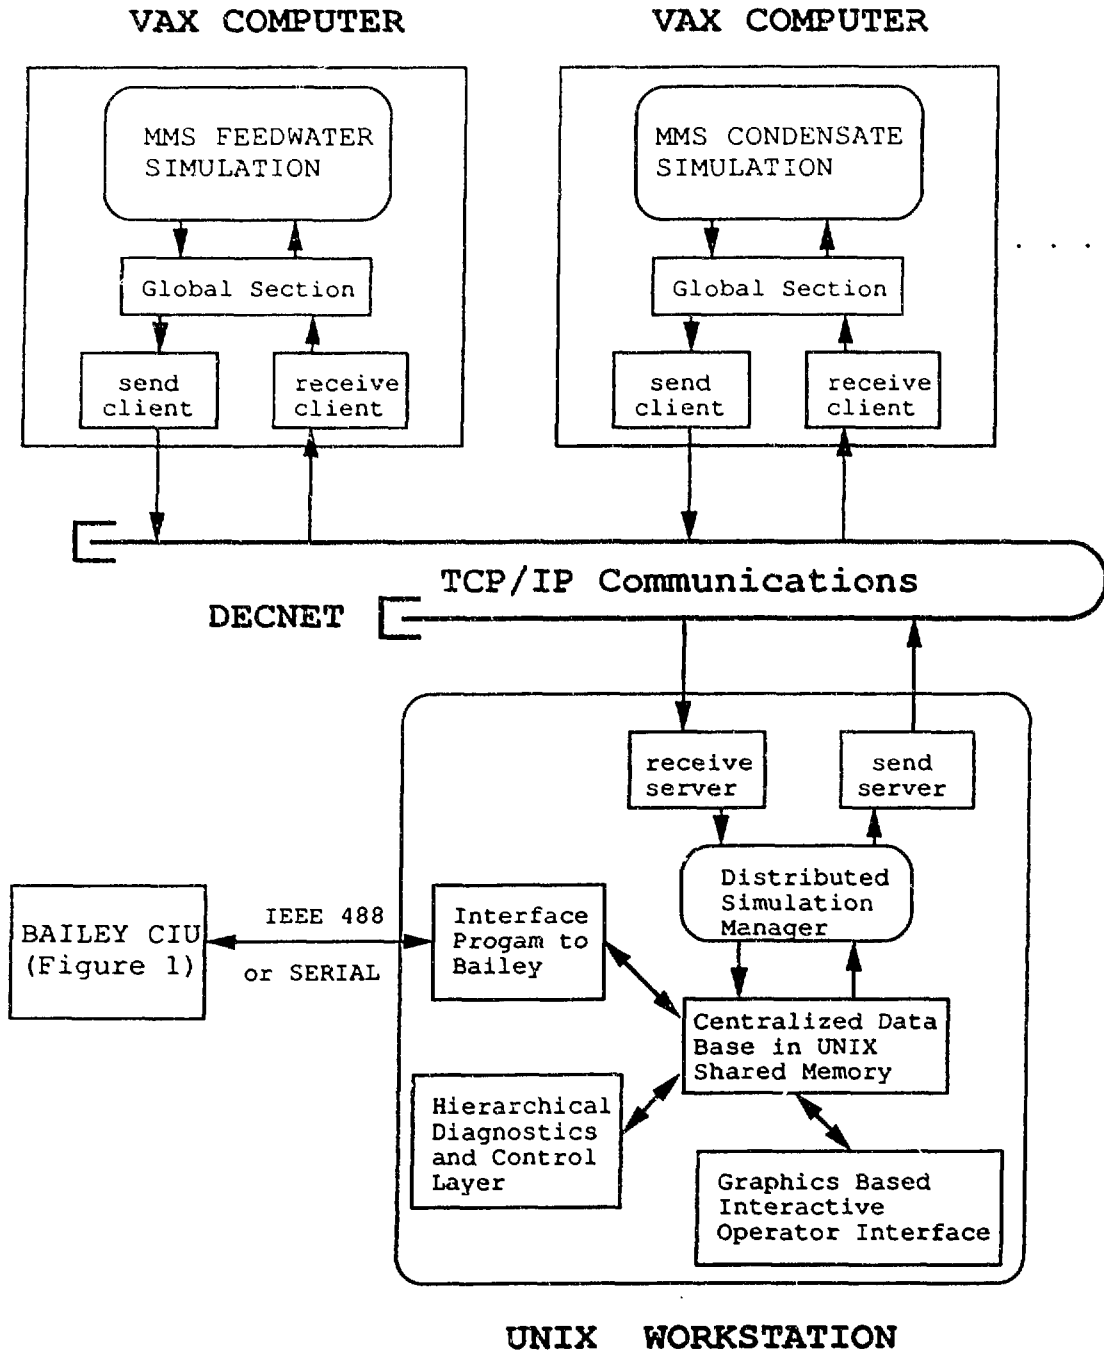 VAX COMPUTER
VAX COMPUTER
MMS FEEDWATER
SIMULATION
MMS CONDENSATE
SIMULATION
. . .
Global Section
Global Section
send
client
receive
client
send
client
receive
client
TCP/IP Communications
DECNET
receive
server
send
server
Distributed
Simulation
Manager
BAILEY CIU
(Figure 1)
IEEE 488
or SERIAL
Interface
Progam to
Bailey
Centralized Data
Base in UNIX
Shared Memory
Hierarchical
Diagnostics
and Control
Layer
Graphics Based
Interactive
Operator Interface
UNIX WORKSTATION